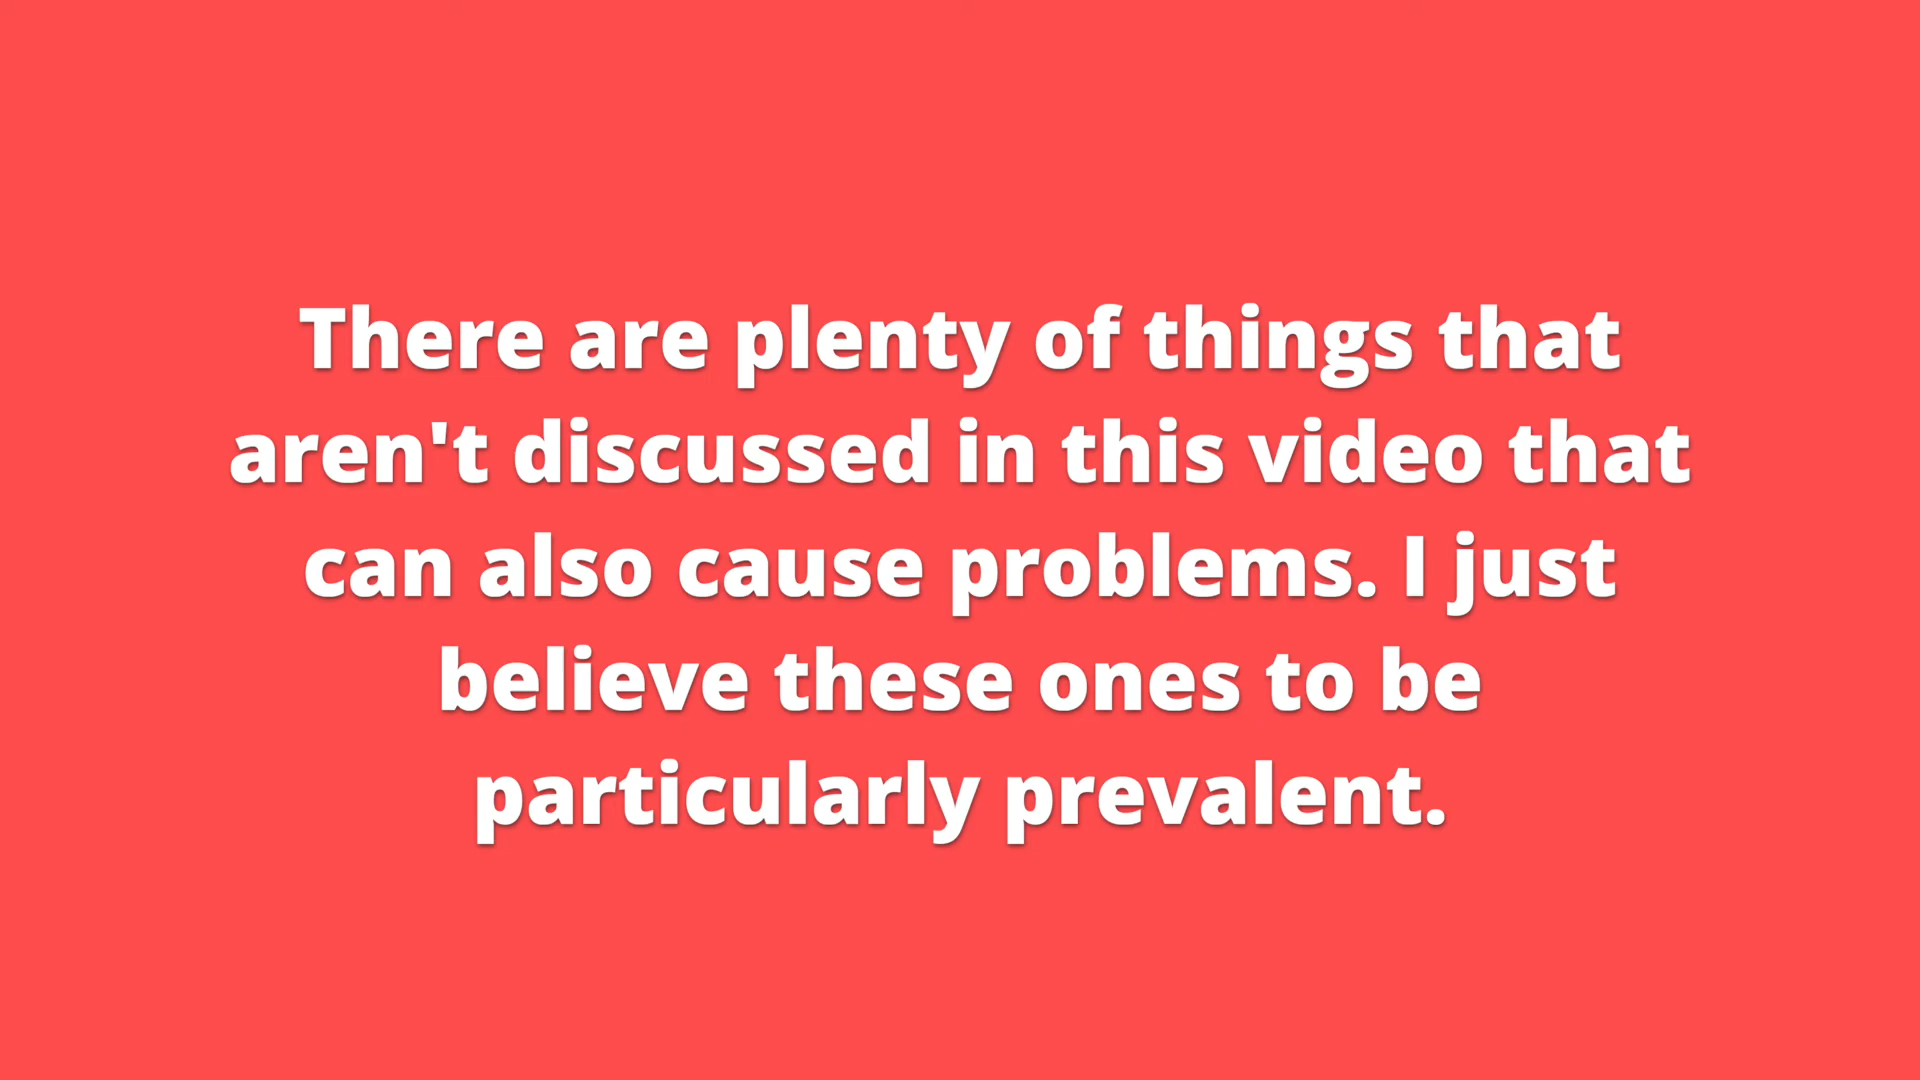 There are plenty of things that
aren't discussed in this video that
can also cause problems. I just
believe these ones to be
particularly prevalent.